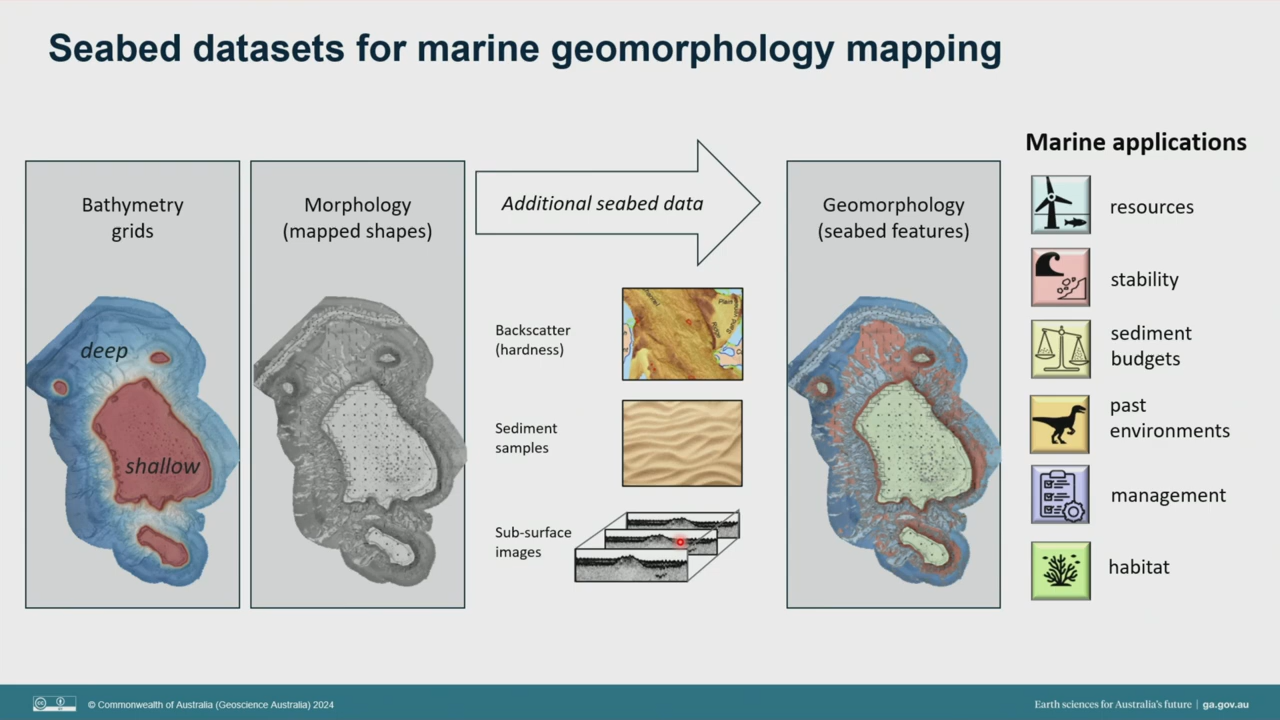 Seabed datasets for marine geomorphology mapping
Bathymetry
grids
deep
shallow
Morphology
(mapped shapes)
Additional seabed data
Backscatter
(hardness)
Sediment
samples
Sub-surface
images
Geomorphology
(seabed features)
Marine applications
resources
stability
sediment
budgets
past
environments
management
habitat
© Commonwealth of Australia (Geoscience Australia) 2024
Earth sciences for Australia's future | ga.gov.au